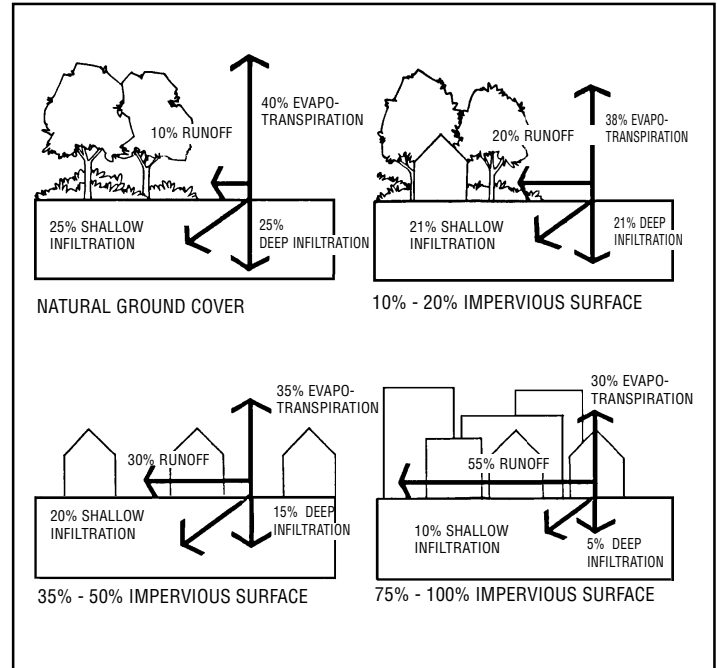 40% EVAPO-
TRANSPIRATION
10% RUNOFF
25% SHALLOW
INFILTRATION
25%
DEEP INFILTRATION
NATURAL GROUND COVER
38% EVAPO-
TRANSPIRATION
20% RUNOFF
21% SHALLOW
INFILTRATION
21% DEEP
INFILTRATION
10% - 20% IMPERVIOUS SURFACE
35% EVAPO-
TRANSPIRATION
30% RUNOFF
20% SHALLOW
INFILTRATION
15% DEEP
INFILTRATION
35% - 50% IMPERVIOUS SURFACE
30% EVAPO-
TRANSPIRATION
55% RUNOFF
10% SHALLOW
INFILTRATION
5% DEEP
INFILTRATION
75% - 100% IMPERVIOUS SURFACE